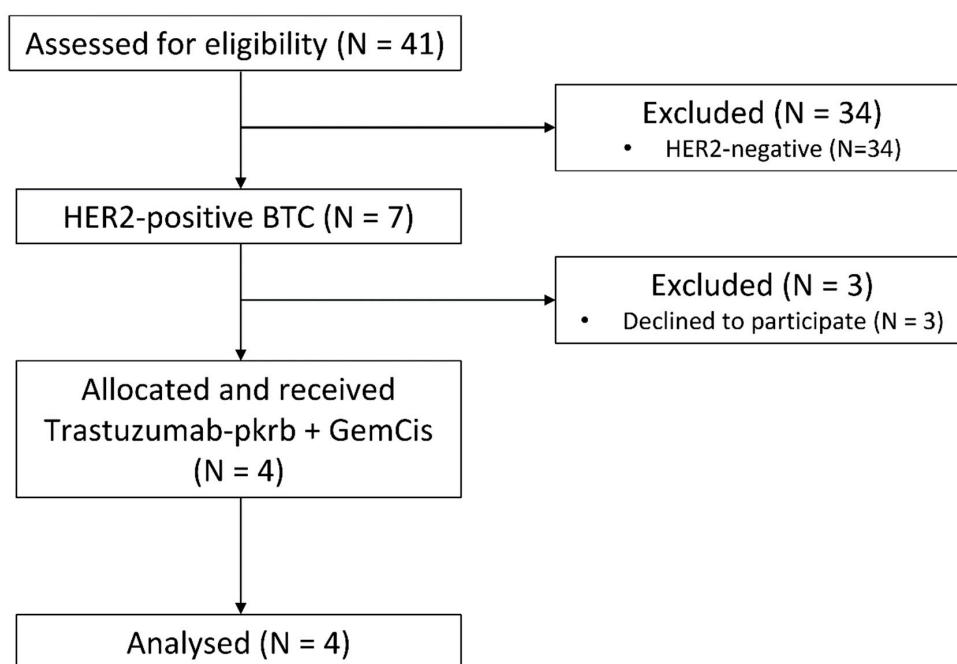 Assessed for eligibility (N = 41)
Excluded (N = 34)
• HER2-negative (N=34)
HER2-positive BTC (N = 7)
Excluded (N = 3)
• Declined to participate (N = 3)
Allocated and received
Trastuzumab-pkrb + GemCis
(N = 4)
Analysed (N = 4)